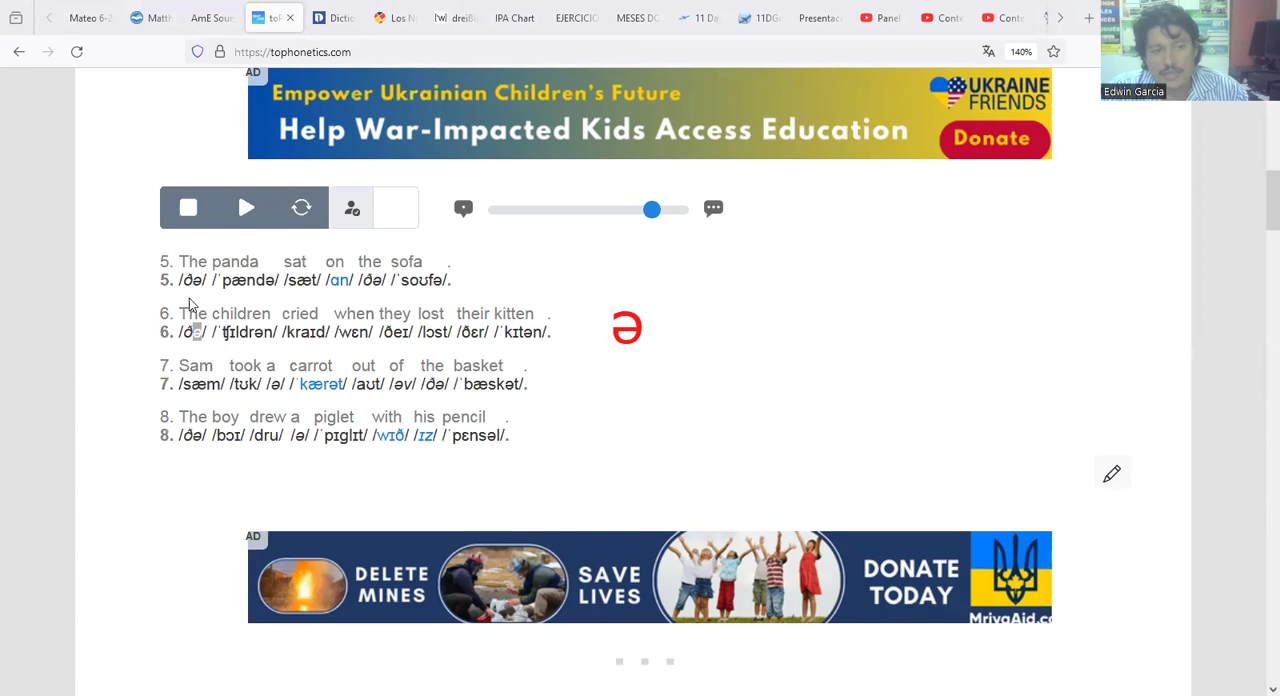 Mateo 6-2
Matth
AmE Soun
toP
Dictio
Los N
dreiß
IPA Chart
EJERCICIO
MESES DO
11 Day
11DG
Presentac
Panel
Conte
Conte
https://tophonetics.com
140%
Edwin Garcia
AD
Empower Ukrainian Children's Future
Help War-Impacted Kids Access Education
UKRAINE
FRIENDS
Donate
5. The panda sat on the sofa .
5. /ðə/ /ˈpændə/ /sæt/ /ɑn/ /ðə/ /ˈsoʊfə/.
6. The children cried when they lost their kitten .
6. /ðə/ /ˈʧɪldrən/ /kraɪd/ /wɛn/ /ðeɪ/ /lɔst/ /ðɛr/ /ˈkɪtən/.
ə
7. Sam took a carrot out of the basket .
7. /sæm/ /tʊk/ /ə/ /ˈkærət/ /aʊt/ /əv/ /ðə/ /ˈbæskət/.
8. The boy drew a piglet with his pencil .
8. /ðə/ /bɔɪ/ /dru/ /ə/ /ˈpɪglɪt/ /wɪð/ /ɪz/ /ˈpɛnsəl/.
AD
DELETE
MINES
SAVE
LIVES
DONATE
TODAY
MriyaAid.c